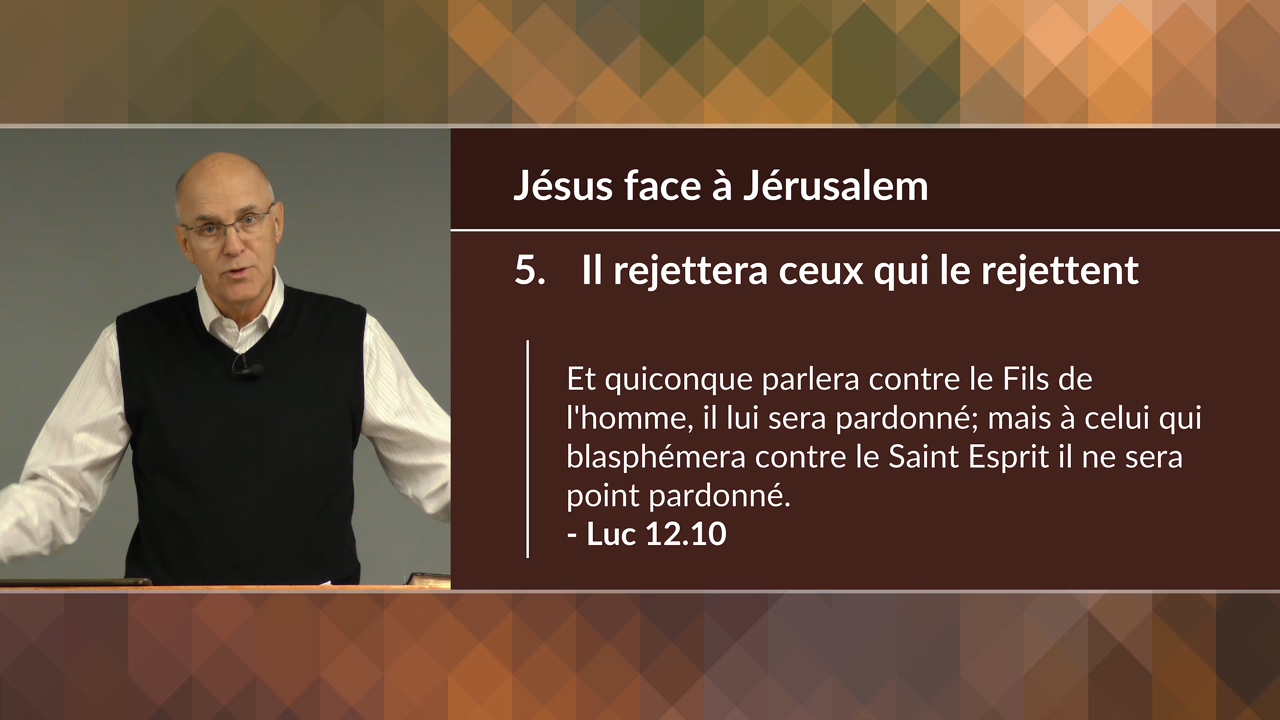 Jésus face à Jérusalem
5. Il rejettera ceux qui le rejettent
Et quiconque parlera contre le Fils de
l'homme, il lui sera pardonné; mais à celui qui
blasphémera contre le Saint Esprit il ne sera
point pardonné.
- Luc 12.10